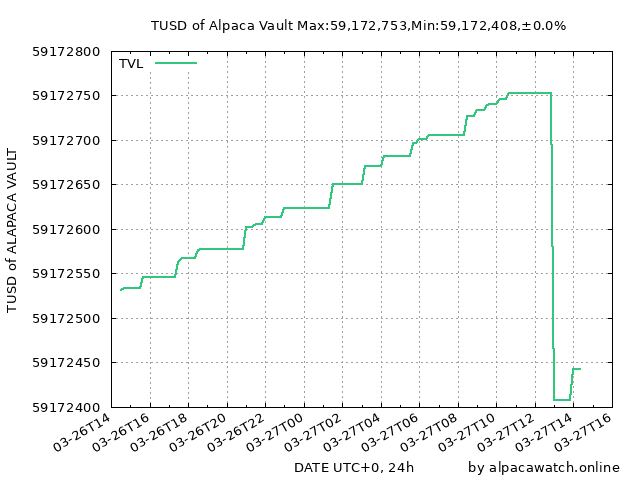 TUSD of Alpaca Vault Max:59,172,753,Min:59,172,408,±0.0%
TVL
TUSD of ALAPACA VAULT
59172800
59172750
59172700
59172650
59172600
59172550
59172500
59172450
59172400
03-26T14
03-26T16
03-26T18
03-26T20
03-26T22
03-27T00
03-27T02
03-27T04
03-27T06
03-27T08
03-27T10
03-27T12
03-27T14
03-27T16
DATE UTC+0, 24h
by alpacawatch.online